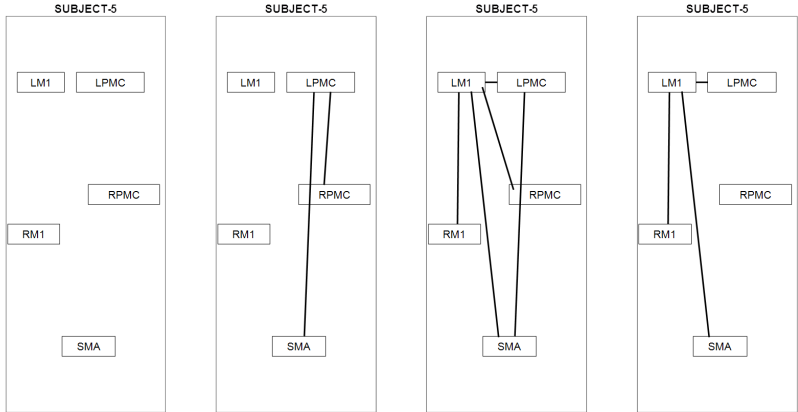 SUBJECT-5 SUBJECT-5 SUBJECT-5 SUBJECT-5
LM1 LPMC LM1 LPMC LM1 LPMC LM1 LPMC
RPMC RPMC RPMC RPMC
RM1 RM1 RM1 RM1
SMA SMA SMA SMA